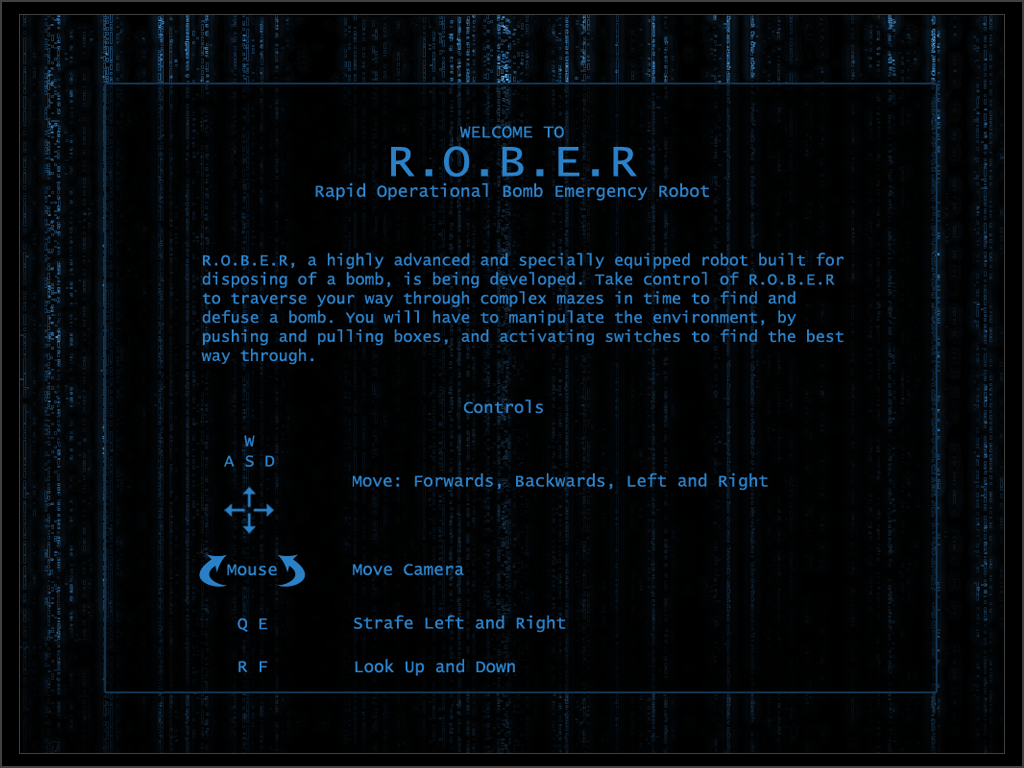 WELCOME TO
R.O.B.E.R
Rapid Operational Bomb Emergency Robot
R.O.B.E.R, a highly advanced and specially equipped robot built for
disposing of a bomb, is being developed. Take control of R.O.B.E.R
to traverse your way through complex mazes in time to find and
defuse a bomb. You will have to manipulate the environment, by
pushing and pulling boxes, and activating switches to find the best
way through.
Controls
W
A S D
Move: Forwards, Backwards, Left and Right
Mouse Move Camera
Q E Strafe Left and Right
R F Look Up and Down